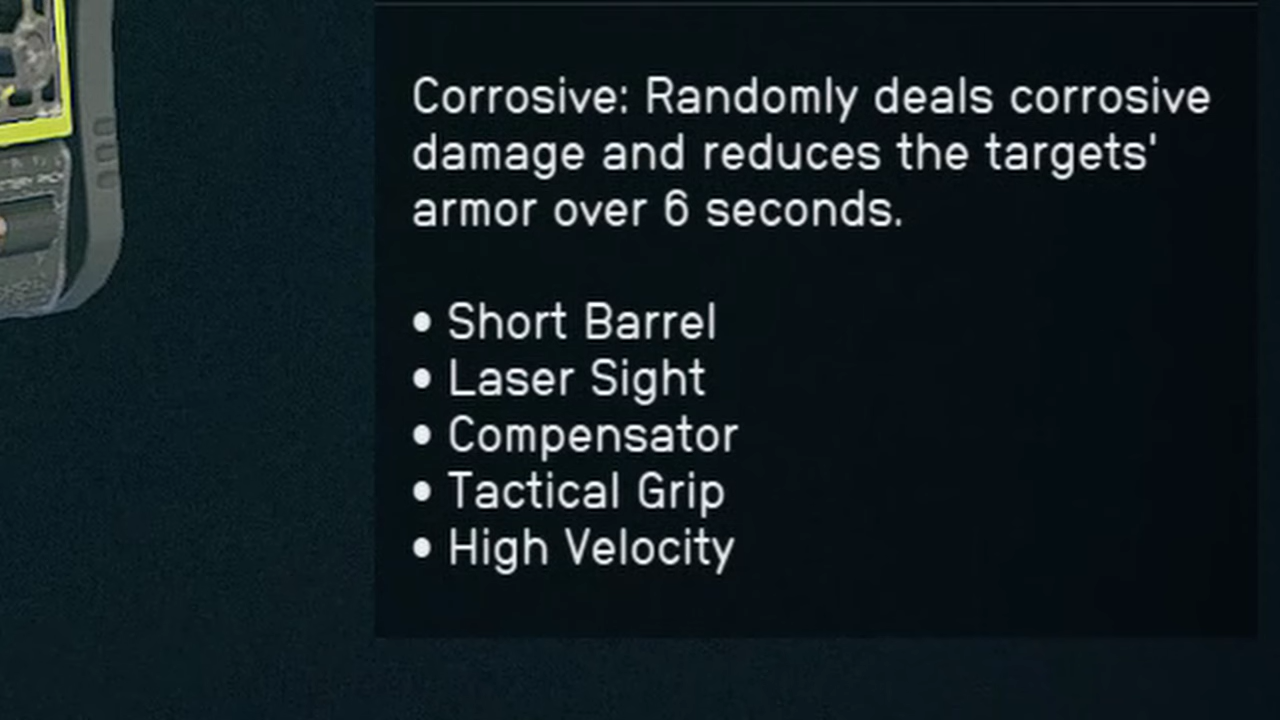 Corrosive: Randomly deals corrosive
damage and reduces the targets'
armor over 6 seconds.
• Short Barrel
• Laser Sight
• Compensator
• Tactical Grip
• High Velocity